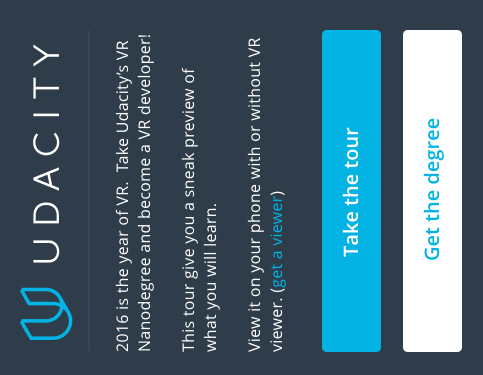 UDACITY
2016 is the year of VR. Take Udacity's VR
Nanodegree and become a VR developer!
This tour give you a sneak preview of
what you will learn.
View it on your phone with or without VR
viewer. (get a viewer)
Take the tour
Get the degree